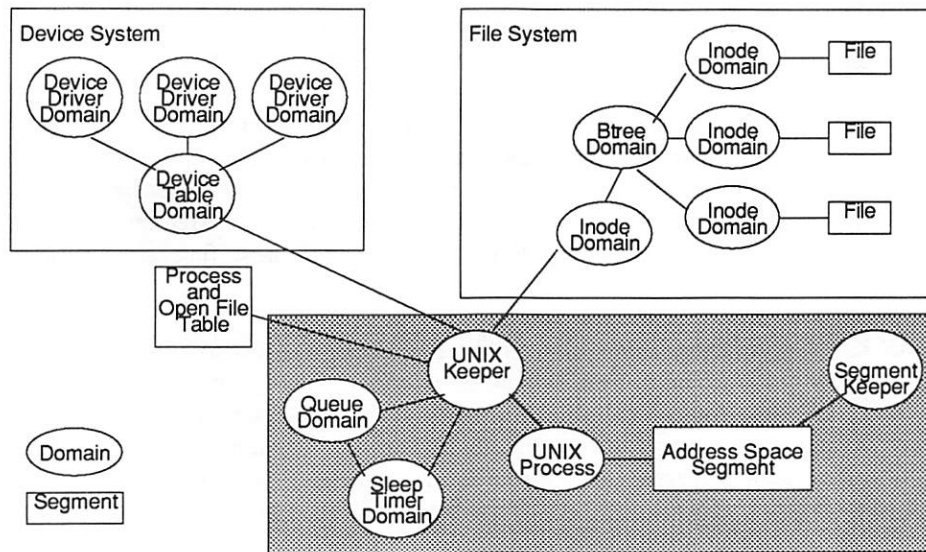 Device System
Device
Driver
Domain
Device
Driver
Domain
Device
Driver
Domain
Device
Table
Domain
File System
Inode
Domain
File
Btree
Domain
Inode
Domain
File
Inode
Domain
File
Inode
Domain
Process
and
Open File
Table
UNIX
Keeper
Segment
Keeper
Queue
Domain
UNIX
Process
Address Space
Segment
Sleep
Timer
Domain
Domain
Segment